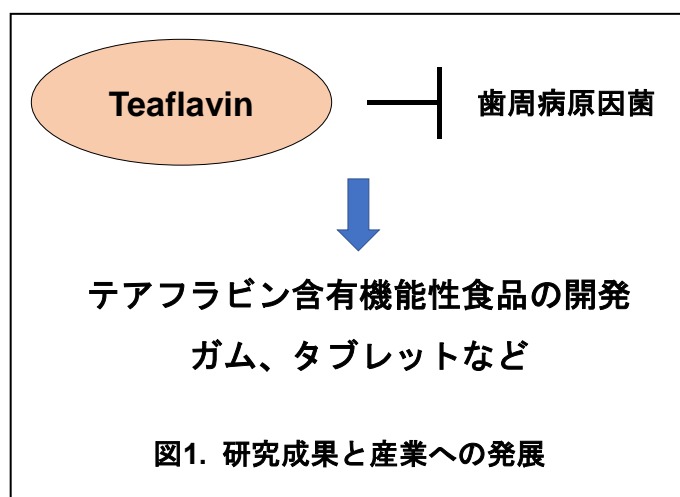 Teaflavin 歯周病原因菌
テアフラビン含有機能性食品の開発
ガム、タブレットなど
図1. 研究成果と産業への発展